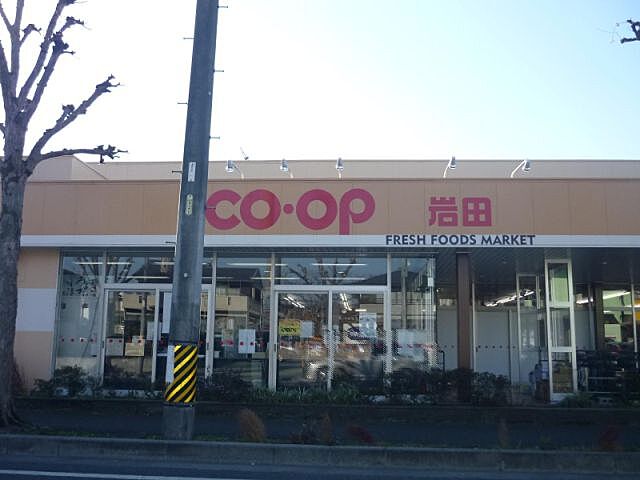 CO·OP 岩田
FRESH FOODS MARKET